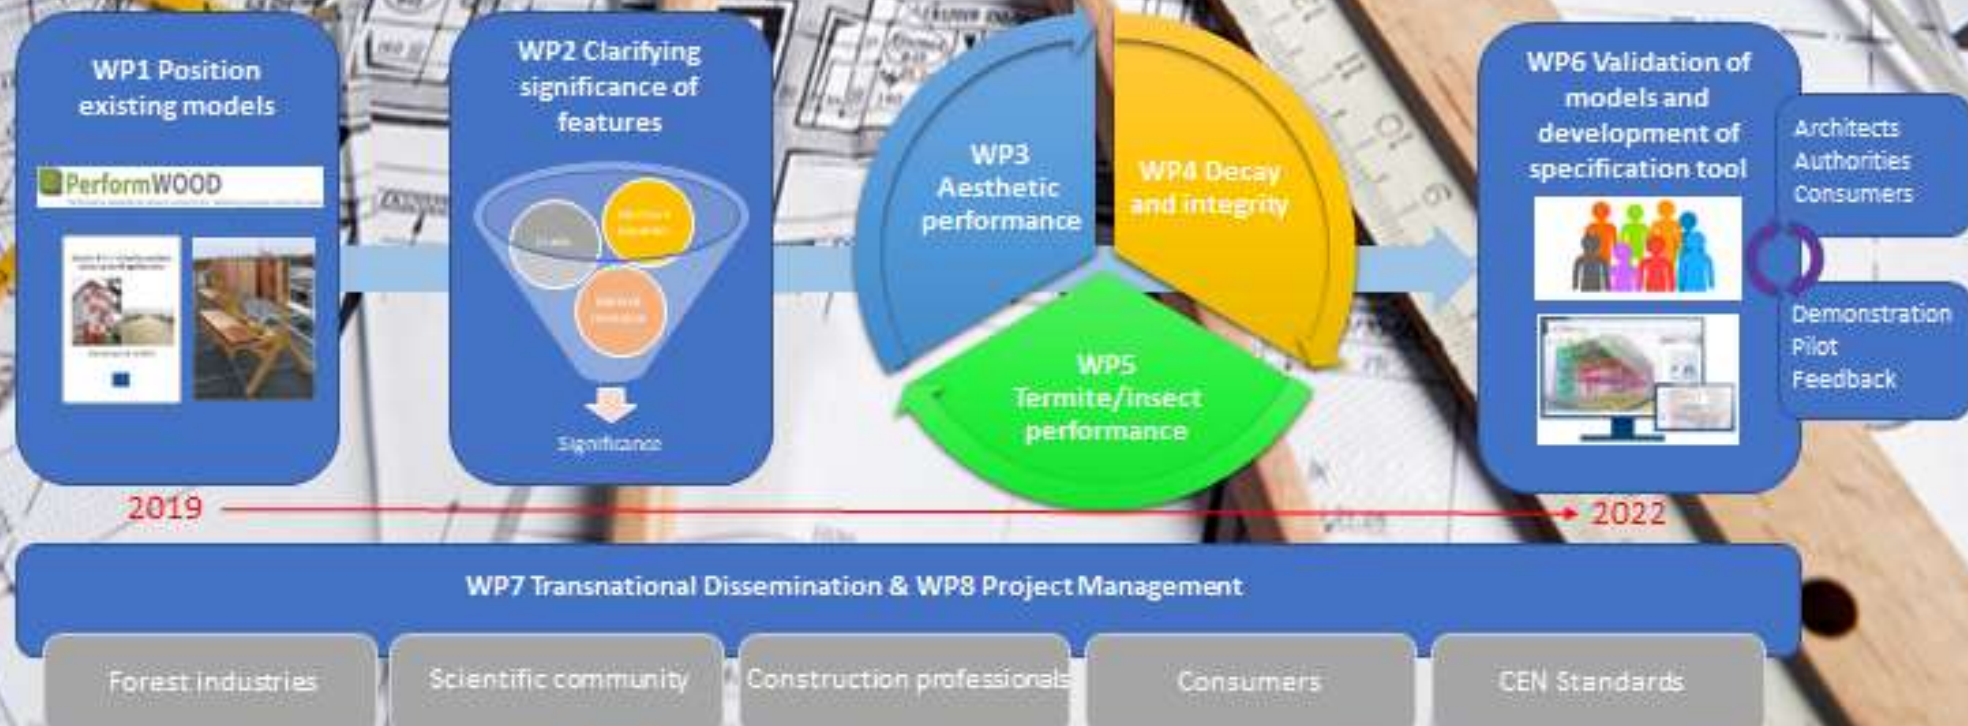 WP1 Position
existing models
PerformWOOD
WP2 Clarifying
significance of
features
Significance
WP3
Aesthetic
performance
WP4 Decay
and integrity
WP5
Termite/insect
performance
WP6 Validation of
models and
development of
specification tool
Architects
Authorities
Consumers
Demonstration
Pilot
Feedback
2019
2022
WP7 Transnational Dissemination & WP8 Project Management
Forest industries
Scientific community
Construction professionals
Consumers
CEN Standards